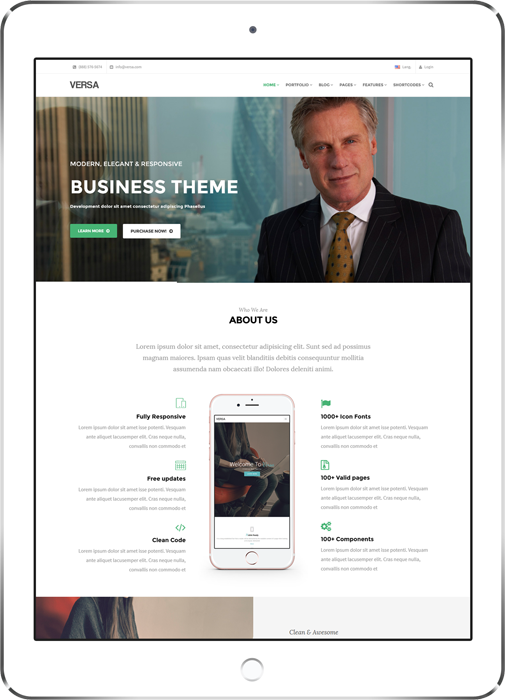 (800) 570 5874 info@versa.com
Lang Login
VERSA
HOME PORTFOLIO BLOG PAGES FEATURES SHORTCODES
MODERN, ELEGANT & RESPONSIVE
BUSINESS THEME
Development dolor sit amet consectetur adipiscing Phasellus
LEARN MORE PURCHASE NOW!
Who We Are
ABOUT US
Lorem ipsum dolor sit amet, consectetur adipisicing elit. Sunt sed ad possimus
magnam maiores. Ipsam quas velit blanditiis debitis consequuntur mollitia
assumenda nam obcaecati illo! Dolores deleniti animi.
Fully Responsive
Lorem ipsum dolor sit amet isse potenti. Vesquam
ante aliquet lacusemper elit. Cras neque nulla,
convallis non commodo et
Free updates
Lorem ipsum dolor sit amet isse potenti. Vesquam
ante aliquet lacusemper elit. Cras neque nulla,
convallis non commodo et
Clean Code
Lorem ipsum dolor sit amet isse potenti. Vesquam
ante aliquet lacusemper elit. Cras neque nulla,
convallis non commodo et
VERSA
Welcome To
1000+ Icon Fonts
Lorem ipsum dolor sit amet isse potenti. Vesquam
ante aliquet lacusemper elit. Cras neque nulla,
convallis non commodo et
100+ Valid pages
Lorem ipsum dolor sit amet isse potenti. Vesquam
ante aliquet lacusemper elit. Cras neque nulla,
convallis non commodo et
100+ Components
Lorem ipsum dolor sit amet isse potenti. Vesquam
ante aliquet lacusemper elit. Cras neque nulla,
convallis non commodo et
Clean & Awesome